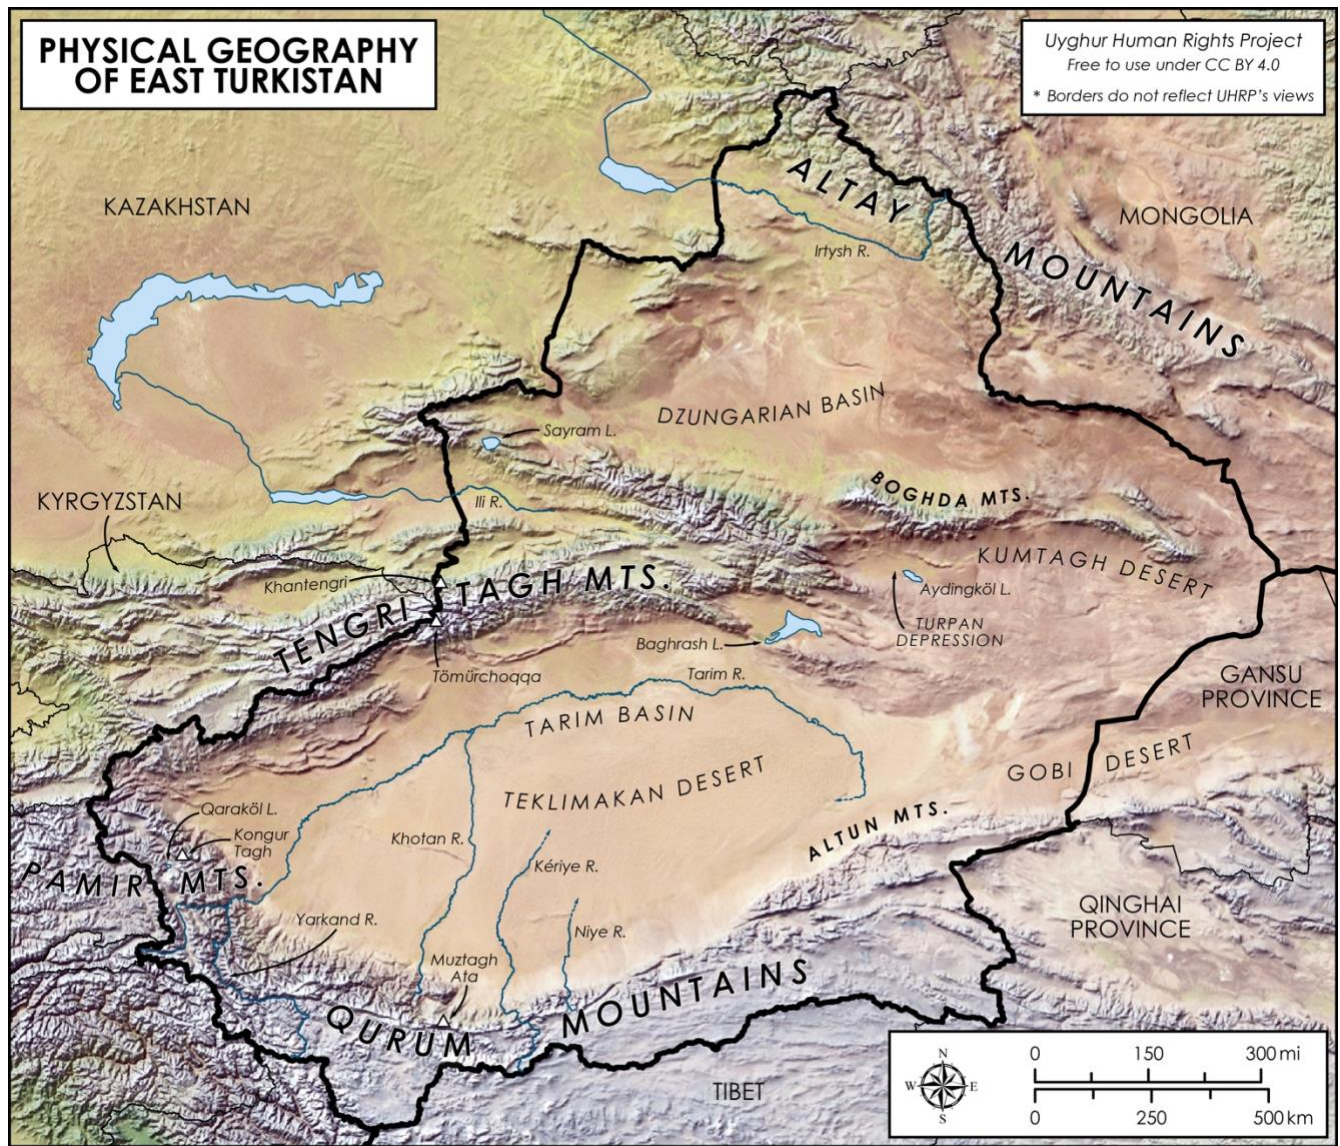 PHYSICAL GEOGRAPHY
OF EAST TURKISTAN
Uyghur Human Rights Project
Free to use under CC BY 4.0
* Borders do not reflect UHRP's views
KAZAKHSTAN
ALTAY
MOUNTAINS
MONGOLIA
Irtysh R.
DZUNGARIAN BASIN
Sayram L.
KYRGYZSTAN
Ili R.
BOGHDA MTS.
KUMTAGH DESERT
Khantengri
TENGRI TAGH MTS.
Aydingköl L.
TURPAN
DEPRESSION
Baghrash L.
Tömürchoqqa
Tarim R.
GANSU
PROVINCE
TARIM BASIN
GOBI DESERT
TEKLIMAKAN DESERT
Qaraköl L.
Kongur
Tagh
Khotan R.
ALTUN MTS.
Kériye R.
PAMIR MTS.
QINGHAI
PROVINCE
Yarkand R.
Niye R.
Muztagh
Ata
QURUM MOUNTAINS
TIBET
N
W E
S
0 150 300 mi
0 250 500 km